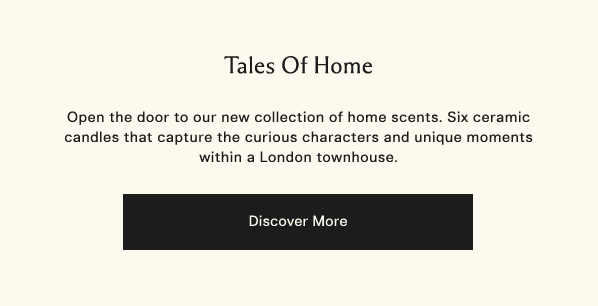 Tales Of Home
Open the door to our new collection of home scents. Six ceramic
candles that capture the curious characters and unique moments
within a London townhouse.
Discover More